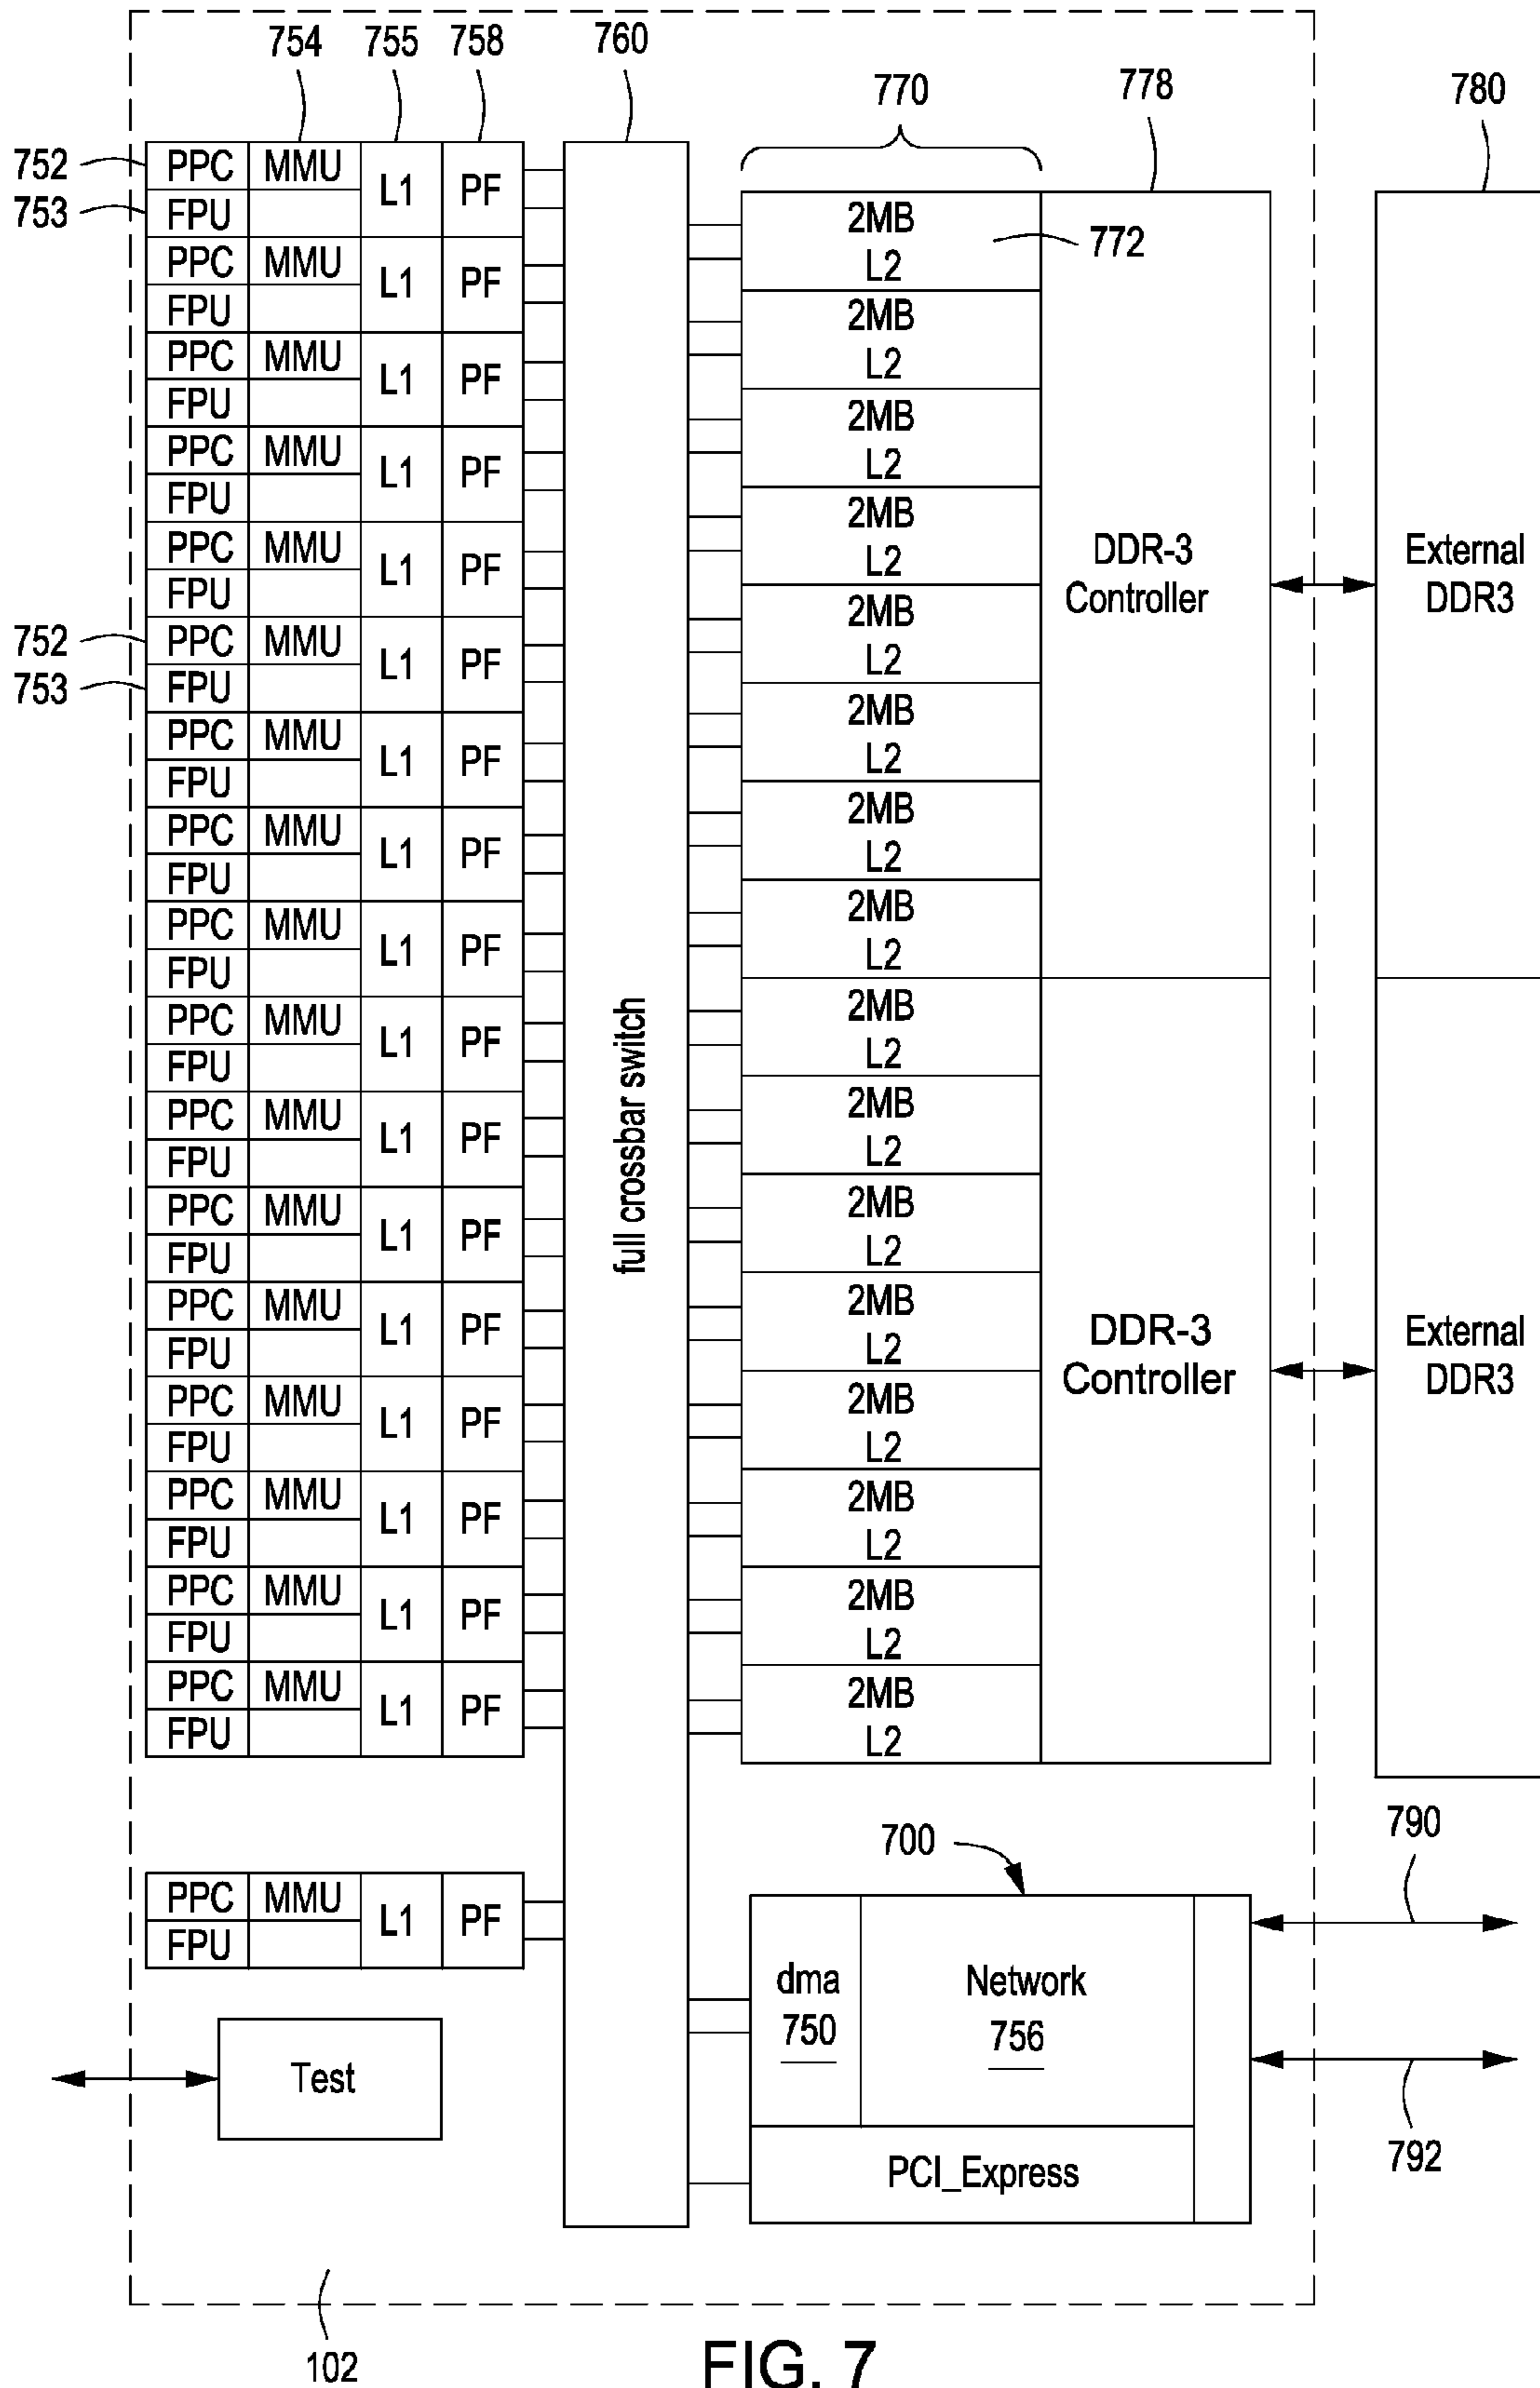 754 755 758 760
770 778 780
752 PPC MMU L1 PF
753 FPU
PPC MMU L1 PF
FPU
PPC MMU L1 PF
FPU
PPC MMU L1 PF
FPU
PPC MMU L1 PF
FPU
752 PPC MMU L1 PF
753 FPU
PPC MMU L1 PF
FPU
PPC MMU L1 PF
FPU
PPC MMU L1 PF
FPU
PPC MMU L1 PF
FPU
PPC MMU L1 PF
FPU
PPC MMU L1 PF
FPU
PPC MMU L1 PF
FPU
PPC MMU L1 PF
FPU
PPC MMU L1 PF
FPU
PPC MMU L1 PF
FPU
PPC MMU L1 PF
FPU
PPC MMU L1 PF
FPU
Test
full crossbar switch
2MB
L2
772
2MB
L2
2MB
L2
2MB
L2
2MB
L2
2MB
L2
2MB
L2
2MB
L2
2MB
L2
2MB
L2
2MB
L2
2MB
L2
2MB
L2
2MB
L2
2MB
L2
2MB
L2
DDR-3
Controller
External
DDR3
DDR-3
Controller
External
DDR3
700
790
dma
750
Network
756
PCI_Express
792
102
FIG. 7